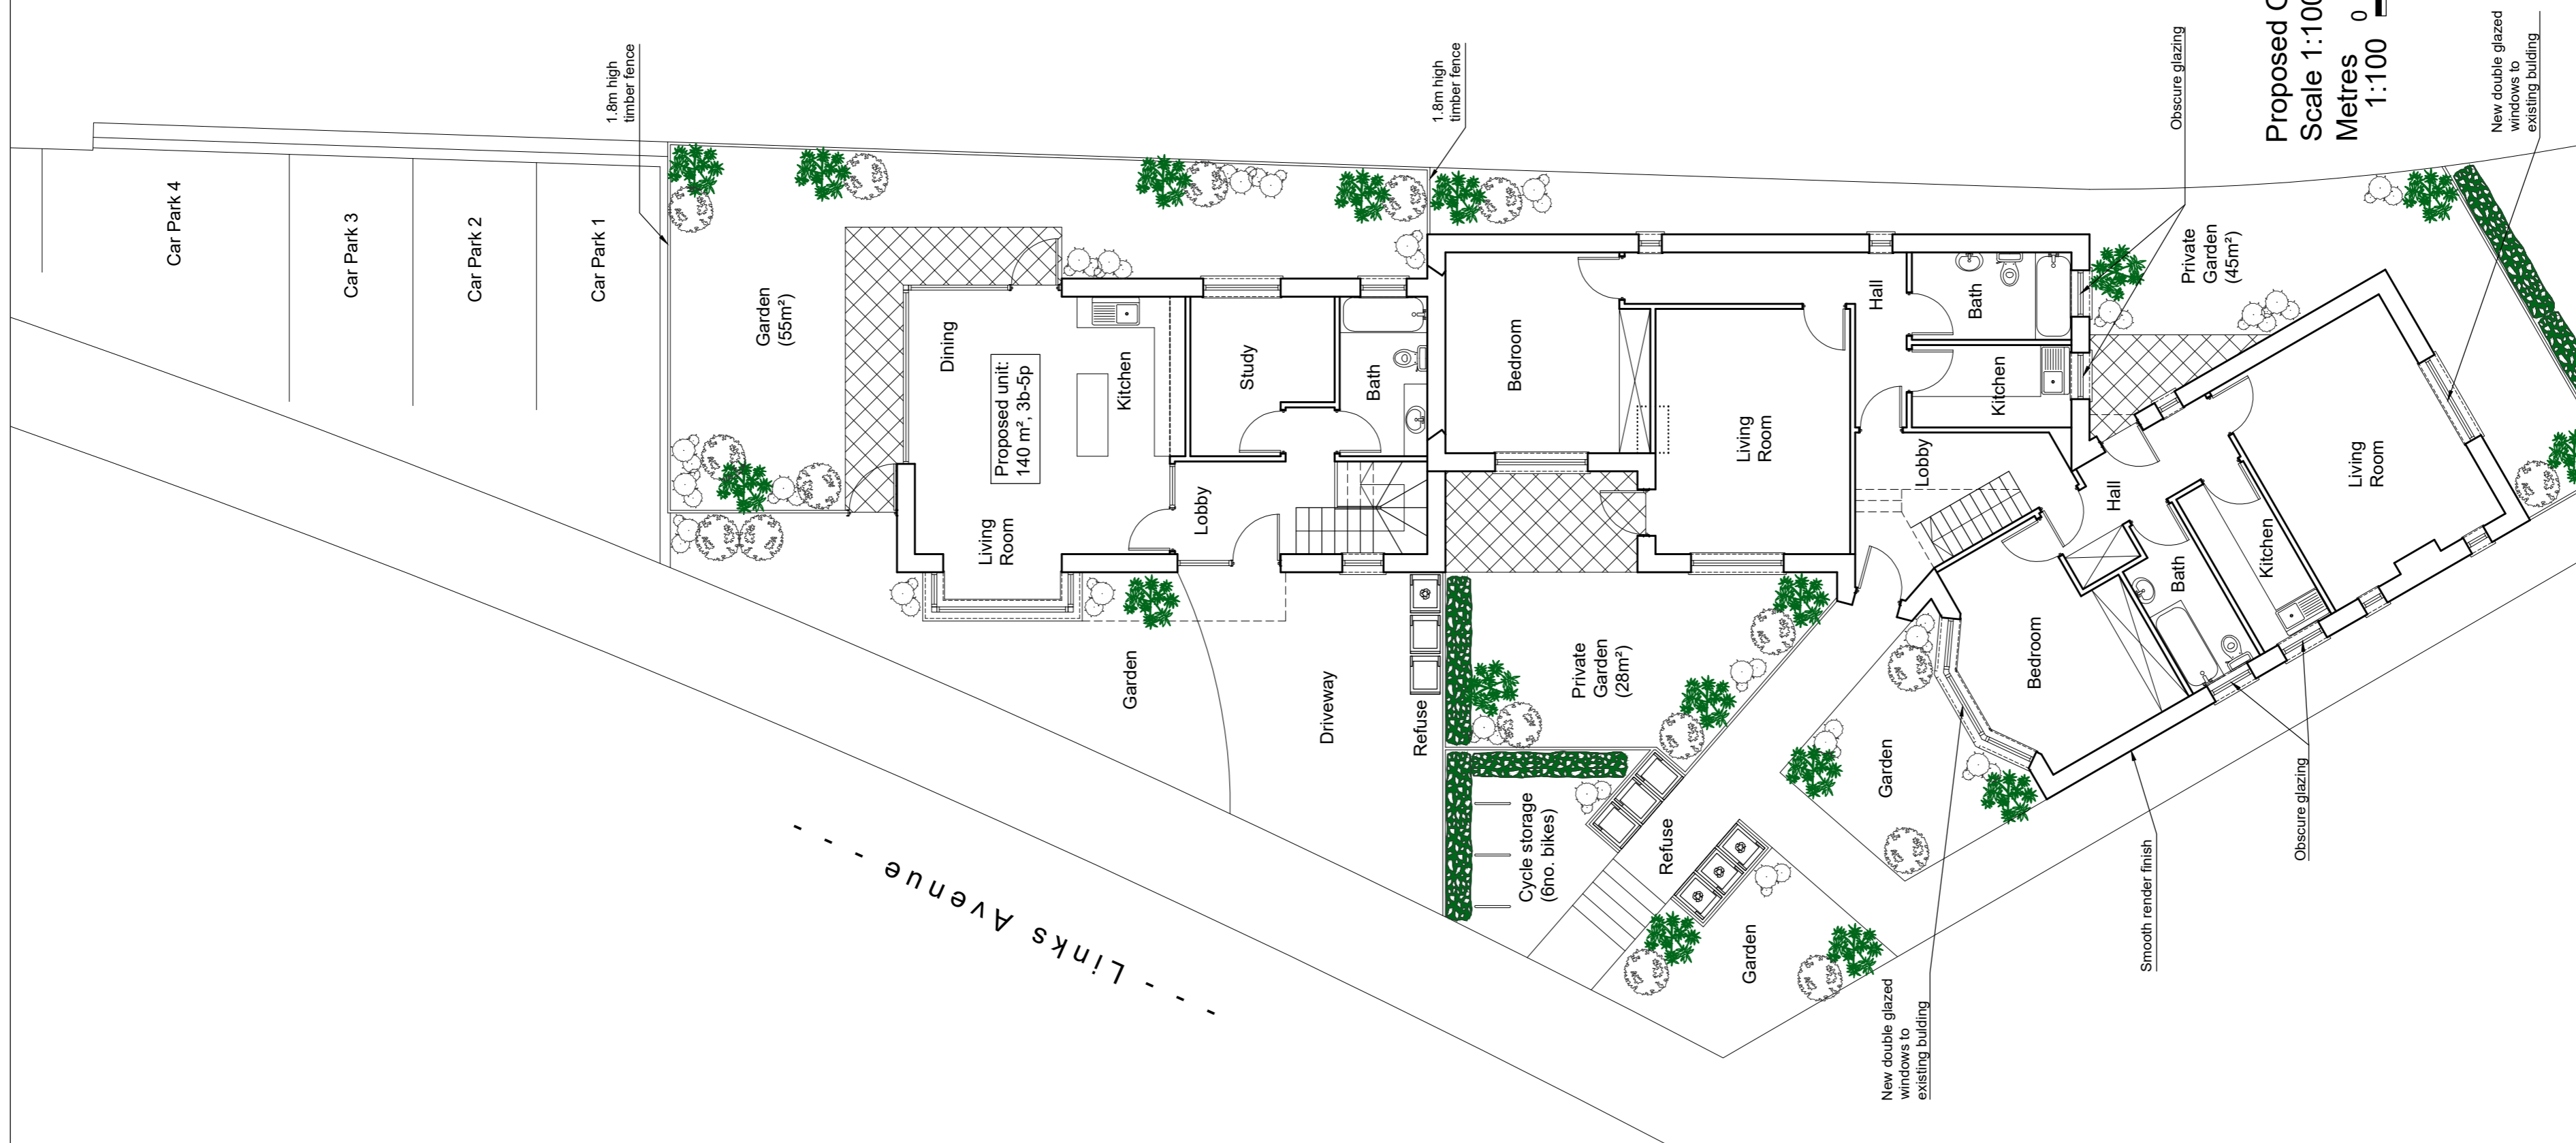 Car Park 4
Car Park 3
Car Park 2
Car Park 1
1.8m high
timber fence
Garden
(55m²)
Dining
Proposed unit:
140 m², 3b-5p
Kitchen
Living
Room
Study
Bath
Lobby
Garden
Driveway
Refuse
1.8m high
timber fence
Bedroom
Living
Room
Hall
Bath
Kitchen
Lobby
Private
Garden
(28m²)
Cycle storage
(6no. bikes)
Refuse
Garden
Garden
Bedroom
Hall
Bath
Kitchen
Living
Room
Private
Garden
(45m²)
Obscure glazing
Obscure glazing
Smooth render finish
New double glazed
windows to
existing bulding
New double glazed
windows to
existing bulding
- - - Links Avenue - - -
Scale 1:100
Metres 0
1:100
Proposed